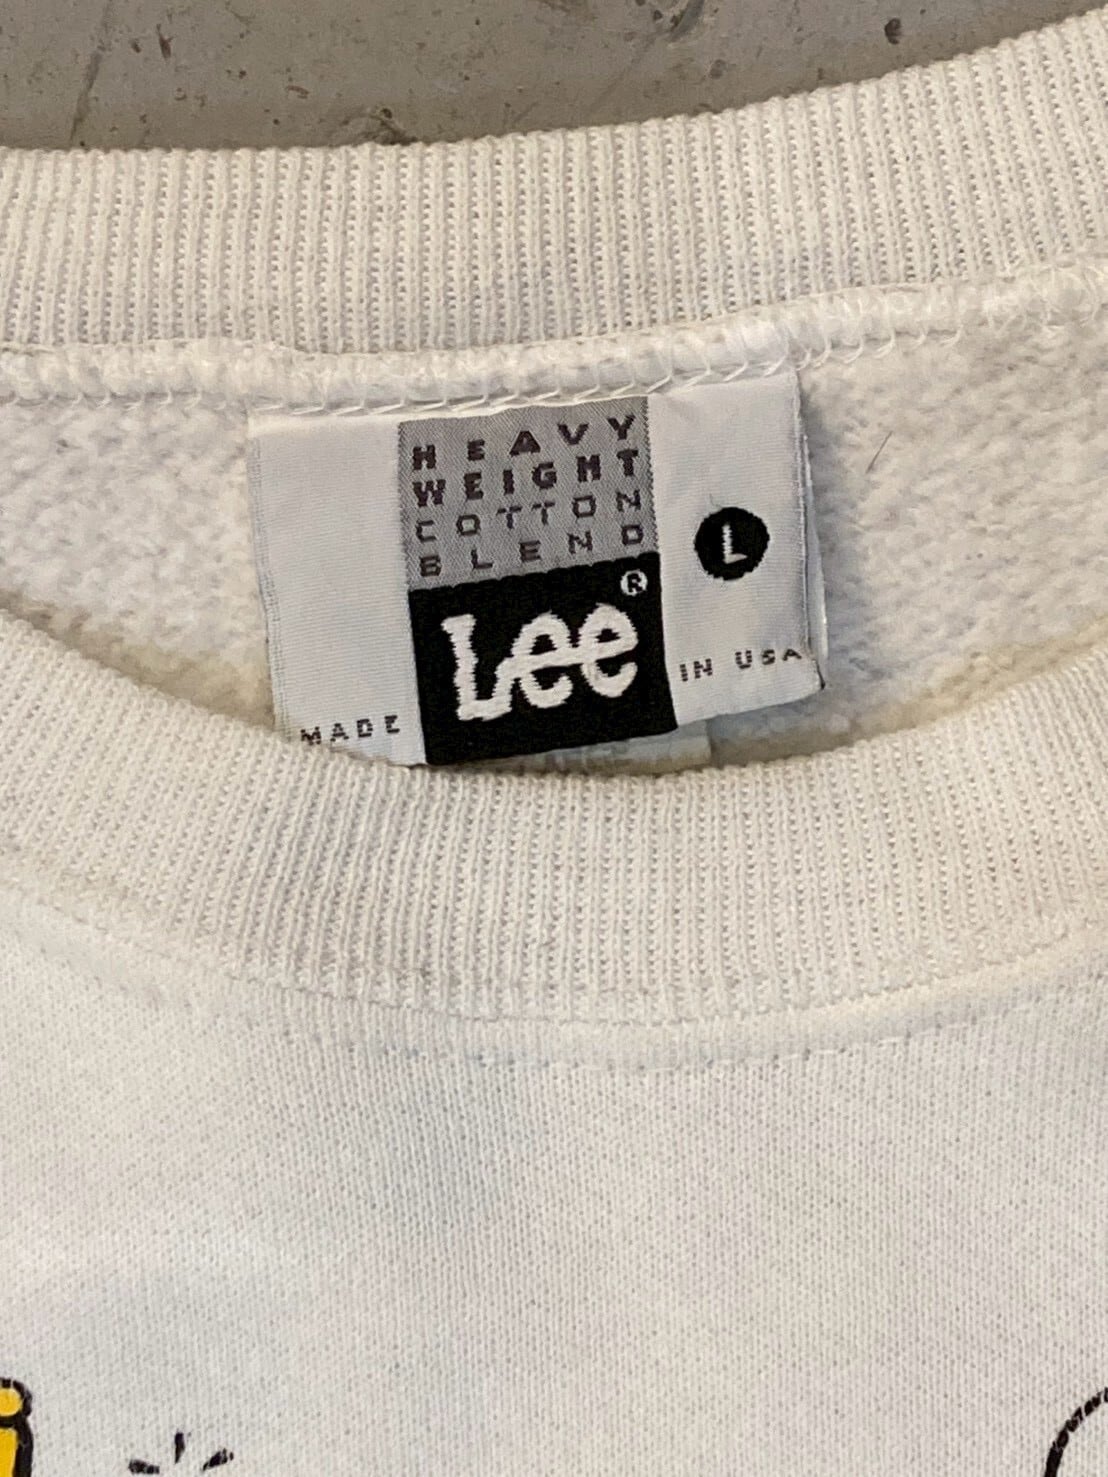 HEAVY
WEIGHT
COTTON
BLEND
Lee®
L
MADE
IN USA